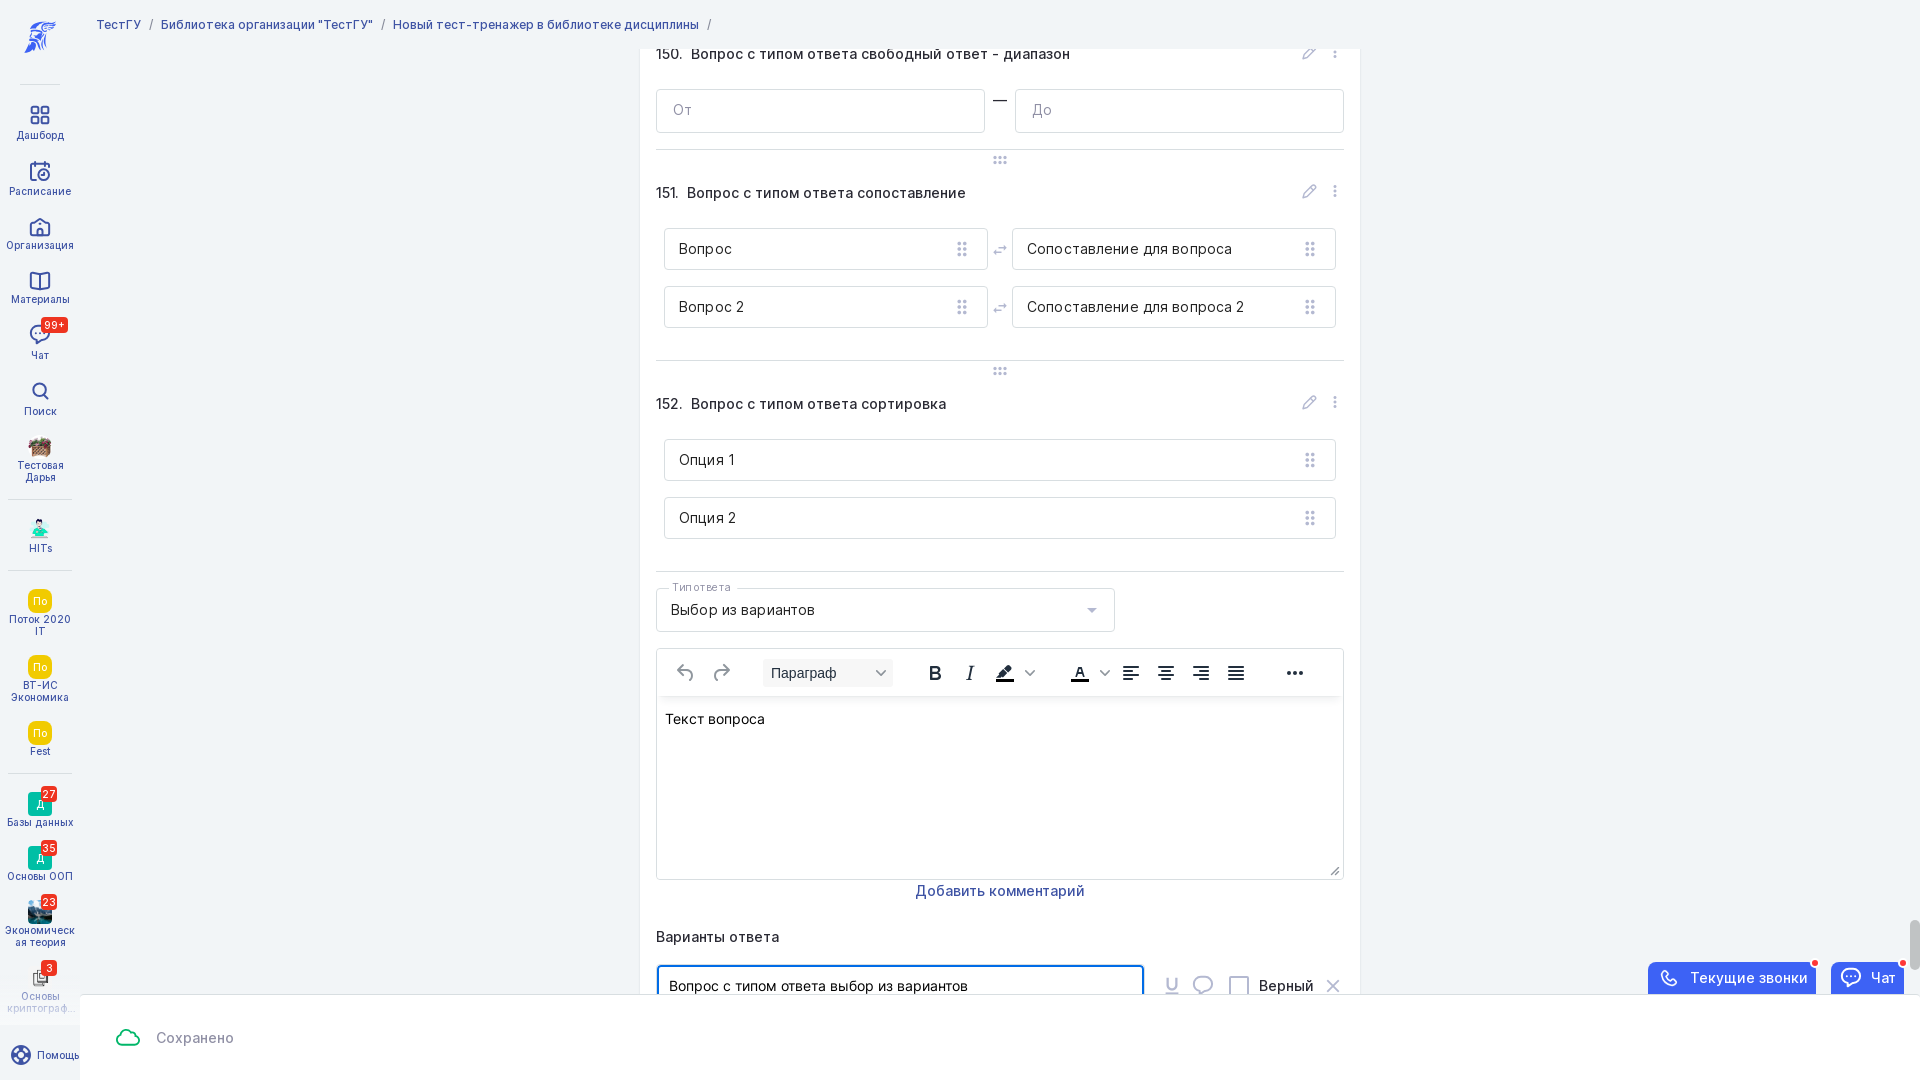 ТестГУ / Библиотека организации "ТестГУ" / Новый тест-тренажер в библиотеке дисциплины /
Дашборд
Расписание
Организация
Материалы
99+
Чат
Поиск
Тестовая
Дарья
HITs
По
Поток 2020
IT
По
ВТ-ИС
Экономика
По
Fest
27
Д
Базы данных
35
Д
Основы ООП
23
Экономическ
ая теория
3
Основы
криптограф...
Помощь
150. Вопрос с типом ответа свободный ответ - диапазон
От — До
151. Вопрос с типом ответа сопоставление
Вопрос Сопоставление для вопроса
Вопрос 2 Сопоставление для вопроса 2
152. Вопрос с типом ответа сортировка
Опция 1
Опция 2
Тип ответа
Выбор из вариантов
Параграф B I A
Текст вопроса
Добавить комментарий
Варианты ответа
Вопрос с типом ответа выбор из вариантов Верный
Текущие звонки Чат
Сохранено